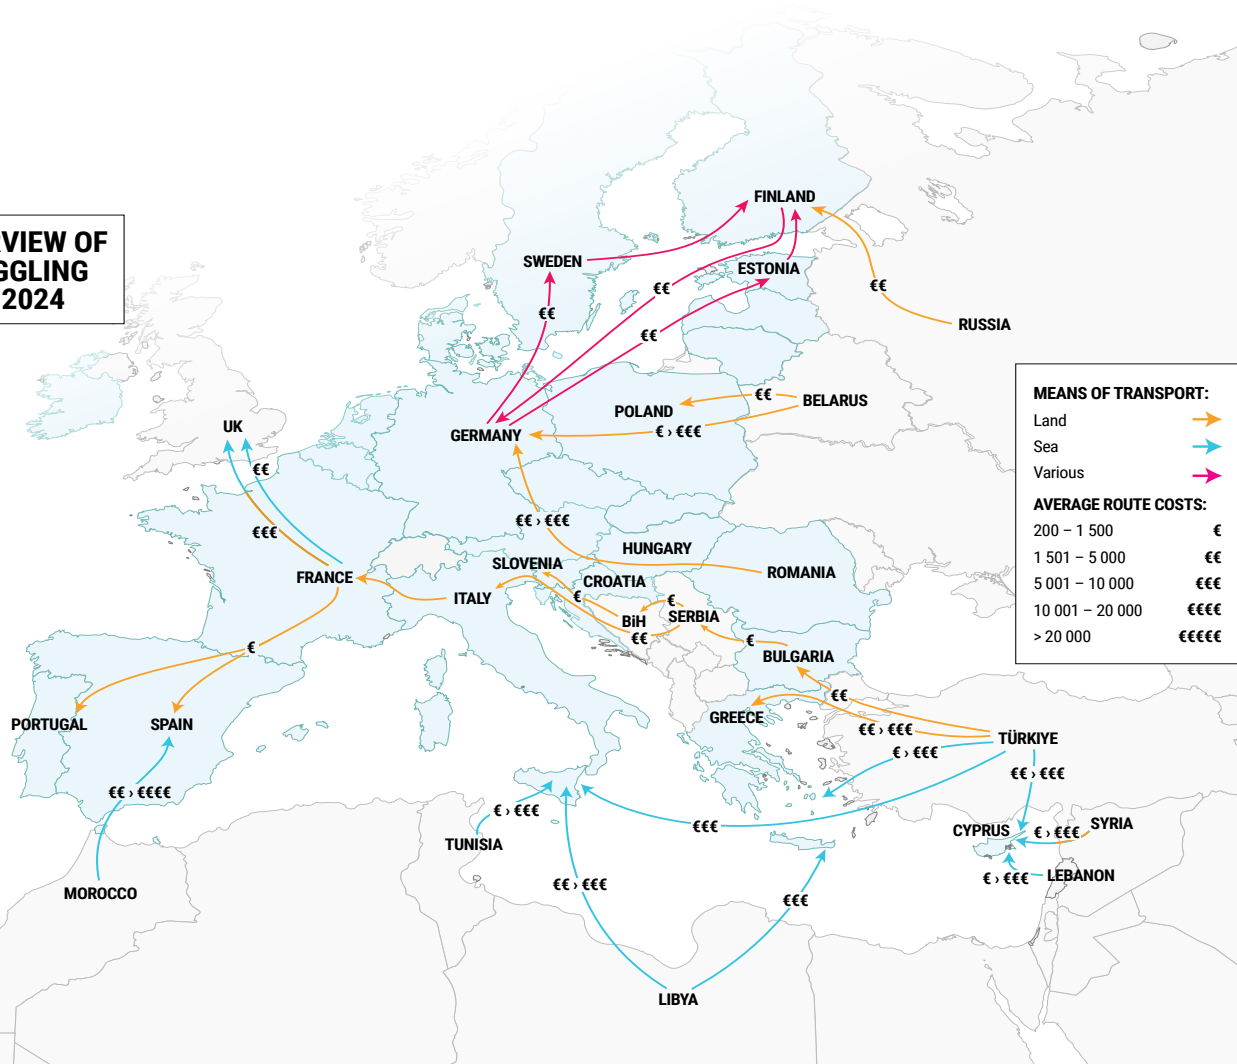 RVIEW OF
GGLING
2024
FINLAND
SWEDEN
ESTONIA
€€
€€
€€
€€
RUSSIA
MEANS OF TRANSPORT:
Land
Sea
Various
AVERAGE ROUTE COSTS:
200 – 1 500 €
1 501 – 5 000 €€
5 001 – 10 000 €€€
10 001 – 20 000 €€€€
> 20 000 €€€€€
€€
BELARUS
POLAND
UK
€ › €€€
GERMANY
€€
€€€
€€ › €€€
HUNGARY
SLOVENIA
ROMANIA
FRANCE
CROATIA
ITALY
€
€
BiH
SERBIA
€€
€
€
BULGARIA
€€
PORTUGAL
SPAIN
GREECE
€€ › €€€
TÜRKIYE
€ › €€€
€€ › €€€
€€ › €€€€
€ › €€€
€€€
CYPRUS
€ › €€€
SYRIA
TUNISIA
€ › €€€
LEBANON
€€ › €€€
MOROCCO
€€€
LIBYA